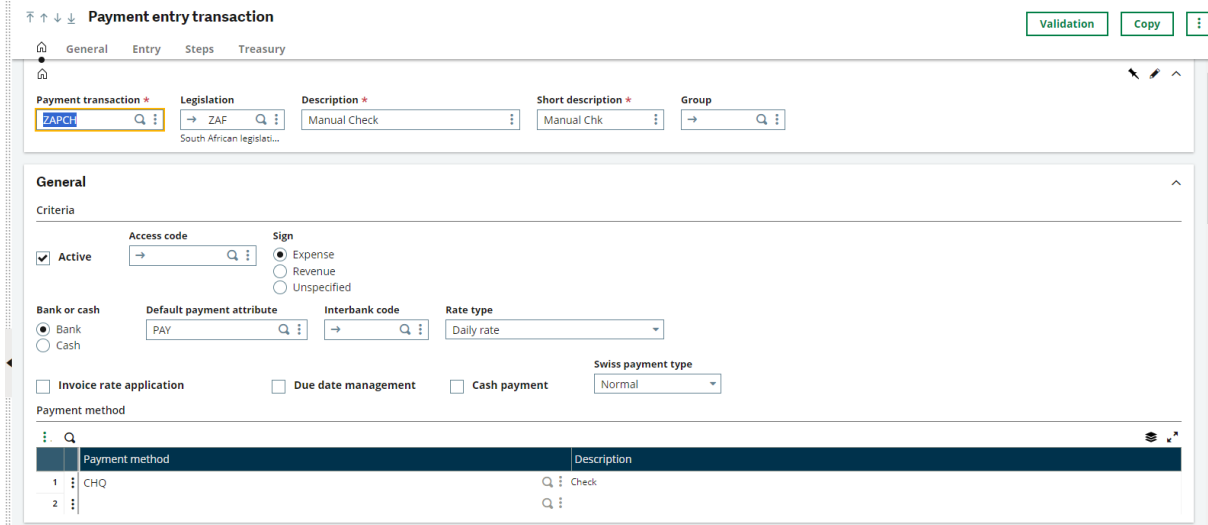 Payment entry transaction
Validation
Copy
General Entry Steps Treasury
Payment transaction * Legislation Description * Short description * Group
ZAPCH ZAF Manual Check Manual Chk
South African legislati...
General
Criteria
Access code Sign
Active Expense
Revenue
Unspecified
Bank or cash Default payment attribute Interbank code Rate type
Bank PAY Daily rate
Cash
Swiss payment type
Invoice rate application Due date management Cash payment Normal
Payment method
Payment method Description
1 CHQ Check
2